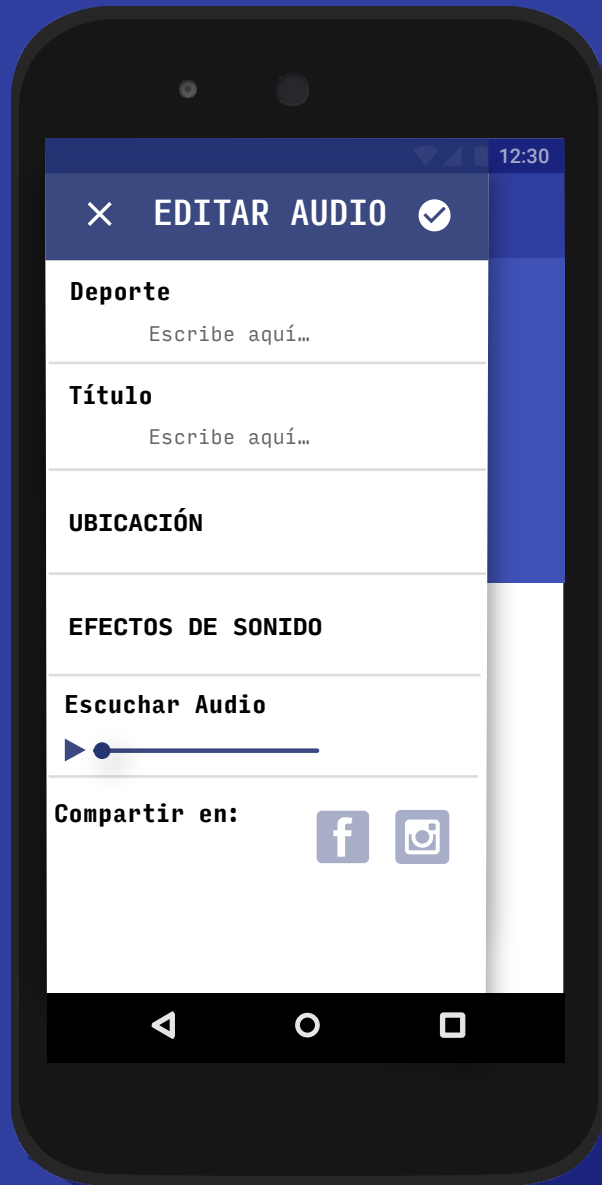 12:30
EDITAR AUDIO
Deporte
Escribe aquí…
Título
Escribe aquí…
UBICACIÓN
EFECTOS DE SONIDO
Escuchar Audio
Compartir en: